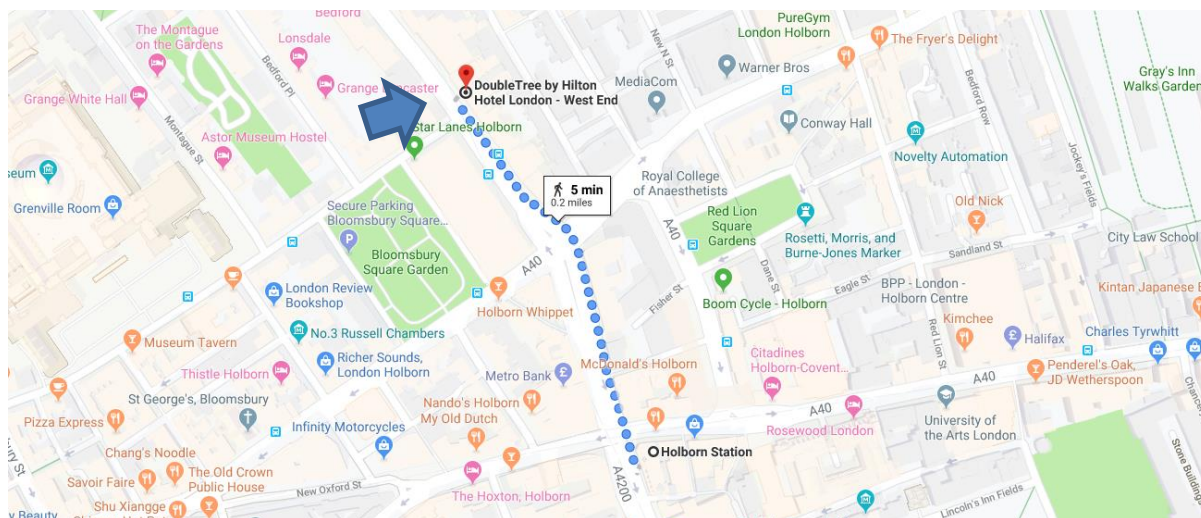 The Montague
on the Gardens
Bedford
Lonsdale
Bedford Pl
Grange White Hall
Montague St
Astor Museum Hostel
Grenville Room
DoubleTree by Hilton
Hotel London - West End
Star Lanes Holborn
New N St
MediaCom
PureGym
London Holborn
The Fryer's Delight
Warner Bros
Conway Hall
Bedford Row
Gray's Inn
Walks Garden
Novelty Automation
Jockey's Fields
Secure Parking
Bloomsbury Square...
Bloomsbury
Square Garden
5 min
0.2 miles
Royal College
of Anaesthetists
A40
Red Lion
Square
Gardens
Rosetti, Morris, and
Burne-Jones Marker
Old Nick
Sandland St
City Law School
London Review
Bookshop
A40
Holborn Whippet
Fisher St
Dane St
Boom Cycle - Holborn
Eagle St
BPP - London -
Holborn Centre
Red Lion St
Kintan Japanese
Museum Tavern
No.3 Russell Chambers
Richer Sounds,
London Holborn
Thistle Holborn
Metro Bank
McDonald's Holborn
Citadines
Holborn-Covent...
Kimchee
Halifax
Charles Tyrwhitt
Penderel's Oak,
JD Wetherspoon
A40
St George's, Bloomsbury
Pizza Express
Infinity Motorcycles
Nando's Holborn
My Old Dutch
A40
Rosewood London
University of
the Arts London
Chang's Noodle
Savoir Faire
The Old Crown
Public House
Shu Xiangge
New Oxford St
The Hoxton, Holborn
Holborn Station
A4200
Lincoln's Inn Fields